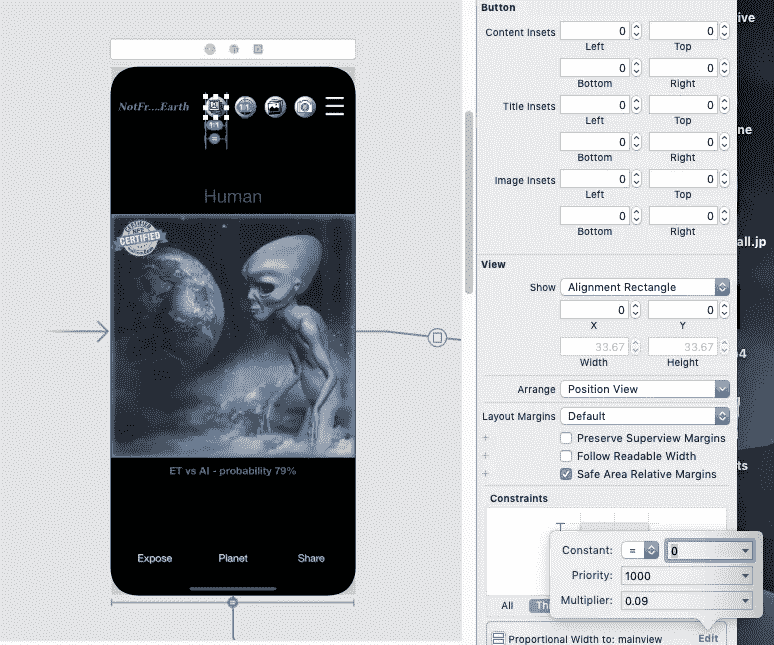 Button
ive
Content Insets 0 0
Left Top
0 0
Bottom Right
NotFr....Earth 1:1
Title Insets 0 0
Left Top
1:1
=
0 0
ne
Bottom Right
Image Insets 0 0
Left Top
Human
0 0
Bottom Right
CERTIFIED
all.jp
View
Show Alignment Rectangle
0 0
X Y
33.67 33.67
Width Height
Arrange Position View
Layout Margins Default
Preserve Superview Margins
Follow Readable Width
ts
Safe Area Relative Margins
ET vs AI - probability 79%
Constraints
Constant: = 0
Expose Planet Share
Priority: 1000
Multiplier: 0.09
=
All Th
Proportional Width to: mainview Edit